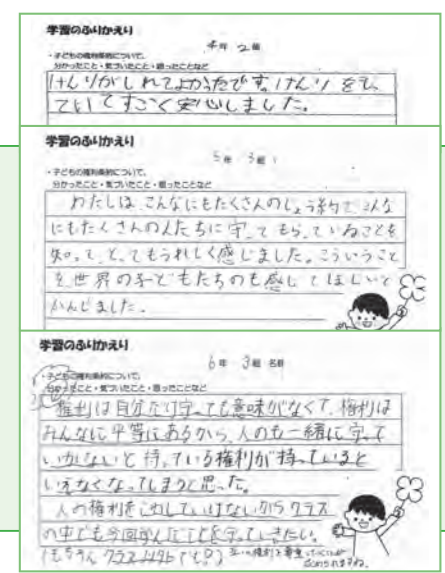 学習のふりかえり
4年 2組
・子どもの権利条約について、
分かったこと・気づいたこと・思ったことなど
けんりがしれてよかったです。けんりをも
ていてすごく安心しました。
学習のふりかえり
5年 3組
・子どもの権利条約について、
分かったこと・気づいたこと・思ったことなど
わたしは、こんなにもたくさんのじょう約で、こんな
にもたくさんの人たちに守ってもらっていることを
知って、とってもうれしく感じました。こういうこと
を世界の子どもたちのも感じてほしいと
かんじました。
学習のふりかえり
6年 3組 名前
・子どもの権利条約について、
分かったこと・気づいたこと・思ったことなど
権利は自分だけ守っても意味がなくて、権利は
みんなに平等にあるから、人のも一緒に守って
いかないと持っている権利が持っていると
いえなくなってしまうと思った。
人の権利をこわしていけないからクラス
の中でも今回学んだことを守っていきたい。
(もちろんクラス以外でも!)